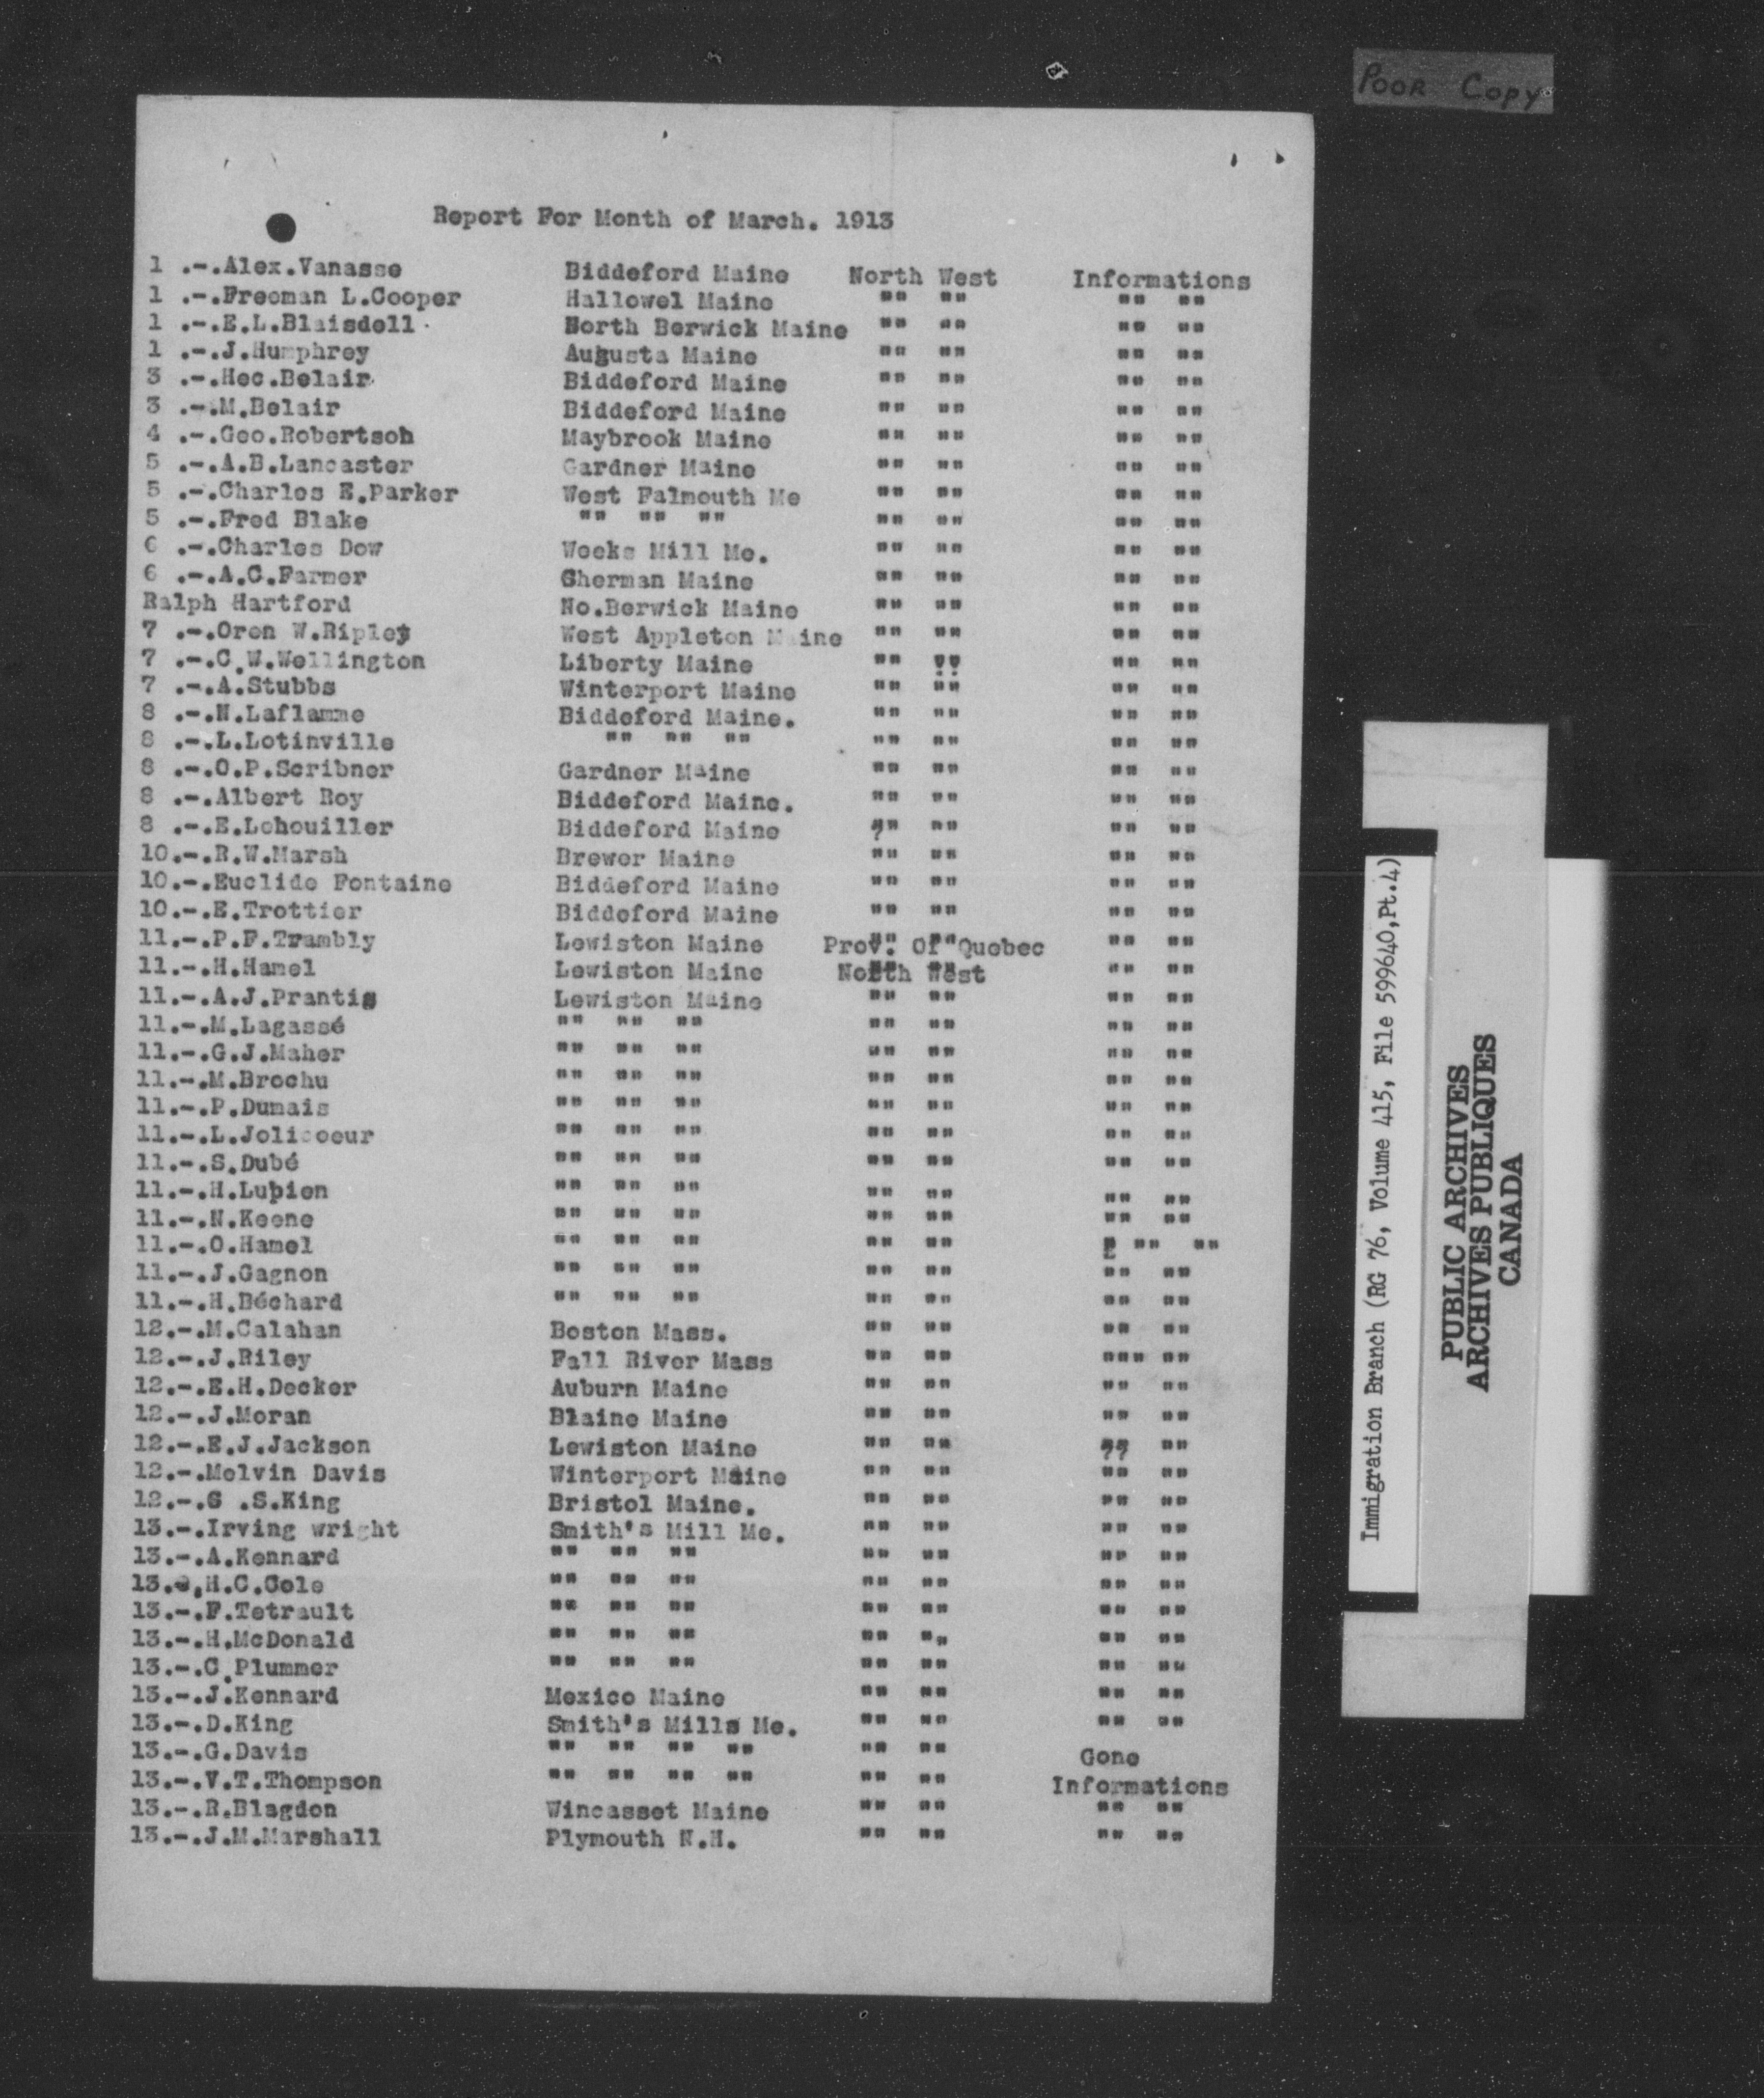 POOR COPY
Report For Month of March. 1913
1 .-.Alex.Vanasse Biddeford Maine North West Informations
1 .-.Freeman L.Cooper Hallowel Maine "" "" "" ""
1 .-.E.L.Blaisdell. North Berwick Maine "" "" "" ""
1 .-.J.Humphrey Augusta Maine "" "" "" ""
3 .-.Hec.Belair Biddeford Maine "" "" "" ""
3 .-.M.Belair Biddeford Maine "" "" "" ""
4 .-.Geo.Robertson Maybrook Maine "" "" "" ""
5 .-.A.B.Lancaster Gardner Maine "" "" "" ""
5 .-.Charles E.Parker West Falmouth Me "" "" "" ""
5 .-.Fred Blake "" "" "" "" "" "" ""
6 .-.Charles Dow Weeks Mill Me. "" "" "" ""
6 .-.A.C.Farmer Sherman Maine "" "" "" ""
Ralph Hartford No.Berwick Maine "" "" "" ""
7 .-.Oren W.Ripley West Appleton Maine "" "" "" ""
7 .-.C.W.Wellington Liberty Maine "" "" "" ""
7 .-.A.Stubbs Winterport Maine "" "" "" ""
8 .-.N.Laflamme Biddeford Maine. "" "" "" ""
8 .-.L.Lotinville "" "" "" "" "" "" ""
8 .-.O.P.Scribner Gardner Maine "" "" "" ""
8 .-.Albert Roy Biddeford Maine. "" "" "" ""
8 .-.E.Lehouiller Biddeford Maine "" "" "" ""
10.-.R.W.Marsh Brewer Maine "" "" "" ""
10.-.Euclide Fontaine Biddeford Maine "" "" "" ""
10.-.E.Trottier Biddeford Maine "" "" "" ""
11.-.P.F.Trambly Lewiston Maine Prov. Of Quebec "" ""
11.-.H.Hamel Lewiston Maine North West "" ""
11.-.A.J.Prantis Lewiston Maine "" "" "" ""
11.-.M.Lagassé "" "" "" "" "" "" ""
11.-.G.J.Maher "" "" "" "" "" "" ""
11.-.M.Brochu "" "" "" "" "" "" ""
11.-.P.Dumais "" "" "" "" "" "" ""
11.-.L.Jolicoeur "" "" "" "" "" "" ""
11.-.S.Dubé "" "" "" "" "" "" ""
11.-.H.Lupien "" "" "" "" "" "" ""
11.-.N.Keene "" "" "" "" "" "" ""
11.-.O.Hamel "" "" "" "" "" "" ""
11.-.J.Gagnon "" "" "" "" "" "" ""
11.-.H.Béchard "" "" "" "" "" "" ""
12.-.M.Calahan Boston Mass. "" "" "" ""
12.-.J.Riley Fall River Mass "" "" """ ""
12.-.E.H.Decker Auburn Maine "" "" "" ""
12.-.J.Moran Blaine Maine "" "" "" ""
12.-.E.J.Jackson Lewiston Maine "" "" "" ""
12.-.Melvin Davis Winterport Maine "" "" "" ""
12.-.G .S.King Bristol Maine. "" "" "" ""
13.-.Irving wright Smith's Mill Me. "" "" "" ""
13.-.A.Kennard "" "" "" "" "" "" ""
13.-.H.C.Cole "" "" "" "" "" "" ""
13.-.F.Tetrault "" "" "" "" "" "" ""
13.-.H.McDonald "" "" "" "" "" "" ""
13.-.C.Plummer "" "" "" "" "" "" ""
13.-.J.Kennard Mexico Maine "" "" "" ""
13.-.D.King Smith's Mills Me. "" "" "" ""
13.-.G.Davis "" "" "" "" "" "" Gone
13.-.V.T.Thompson "" "" "" "" "" "" Informations
13.-.R.Blagdon Wincasset Maine "" "" "" ""
13.-.J.M.Marshall Plymouth N.H. "" "" "" ""
Immigration Branch (RG 76, Volume 415, File 599640,Pt.4)
PUBLIC ARCHIVES
ARCHIVES PUBLIQUES
CANADA